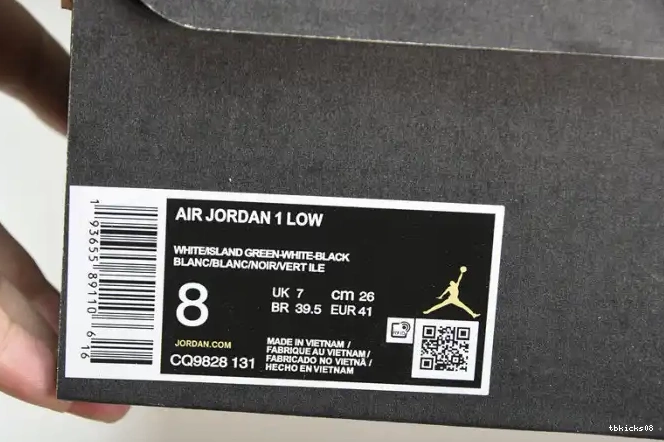 AIR JORDAN 1 LOW
WHITE/ISLAND GREEN-WHITE-BLACK
BLANC/BLANC/NOIR/VERT ILE
8
UK 7 cm 26
BR 39.5 EUR 41
JORDAN.COM
CQ9828 131
MADE IN VIETNAM /
FABRIQUE AU VIETNAM /
FABRICADO NO VIETNÃ /
HECHO EN VIETNAM
1 93655 89110 6 16
tbkicks08